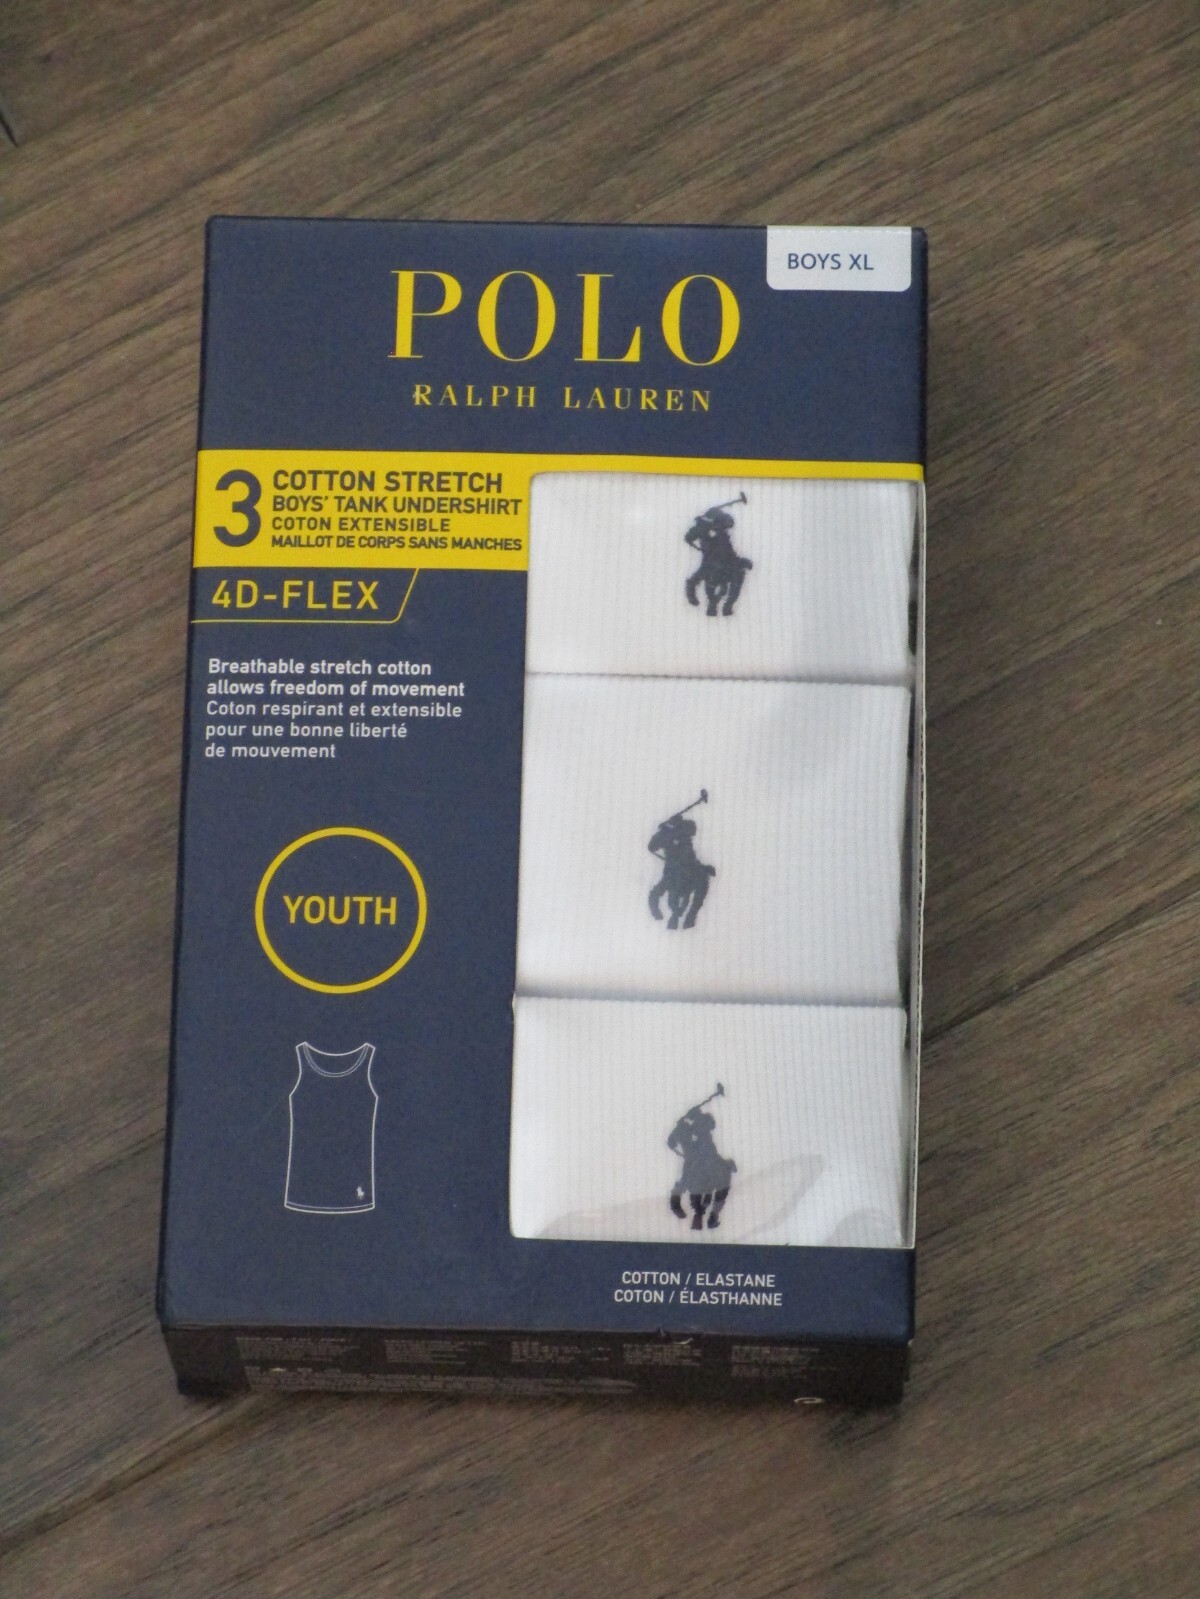 BOYS XL
POLO
RALPH LAUREN
3
COTTON STRETCH
BOYS' TANK UNDERSHIRT
COTON EXTENSIBLE
MAILLOT DE CORPS SANS MANCHES
4D-FLEX
Breathable stretch cotton
allows freedom of movement
Coton respirant et extensible
pour une bonne liberté
de mouvement
YOUTH
COTTON / ELASTANE
COTON / ÉLASTHANNE